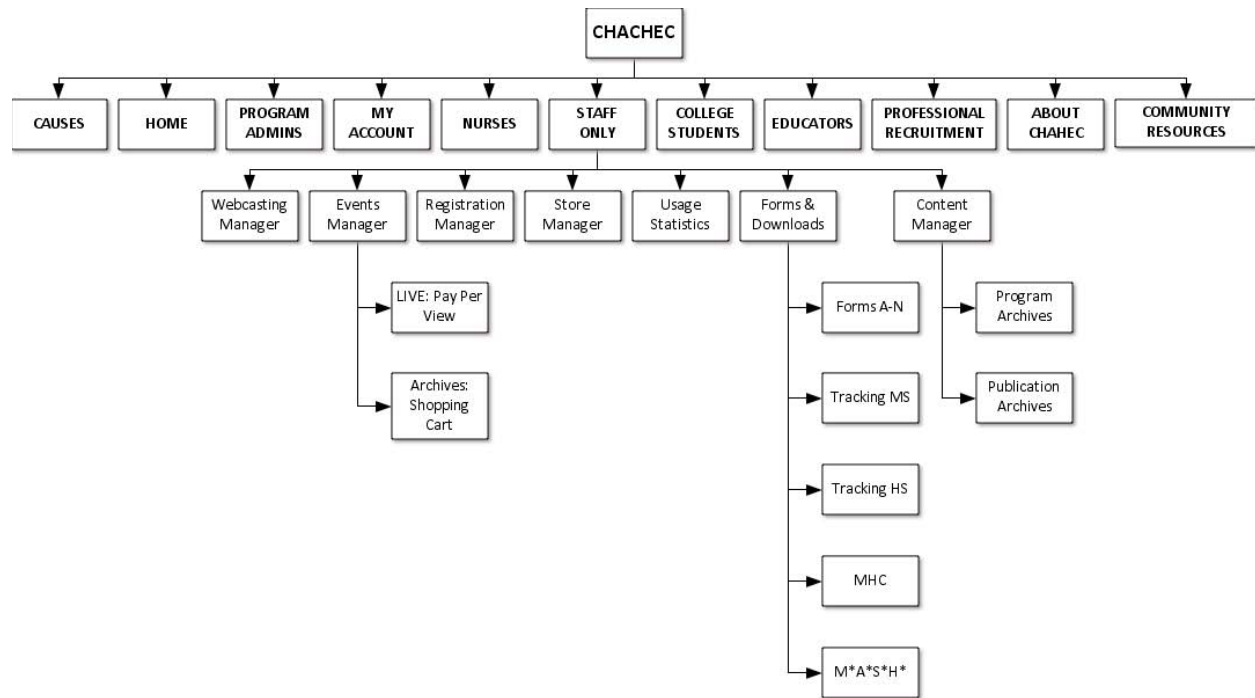 CHACHEC
CAUSES
HOME
PROGRAM
ADMINS
MY
ACCOUNT
NURSES
STAFF
ONLY
COLLEGE
STUDENTS
EDUCATORS
PROFESSIONAL
RECRUITMENT
ABOUT
CHAHEC
COMMUNITY
RESOURCES
Webcasting
Manager
Events
Manager
Registration
Manager
Store
Manager
Usage
Statistics
Forms &
Downloads
Content
Manager
LIVE: Pay Per
View
Archives:
Shopping
Cart
Forms A-N
Tracking MS
Tracking HS
MHC
M*A*S*H*
Program
Archives
Publication
Archives